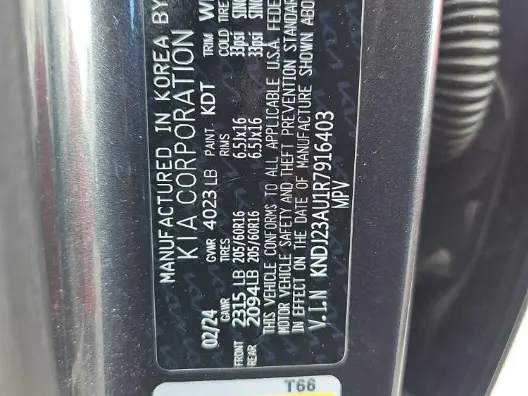 MANUFACTURED IN KOREA BY
KIA CORPORATION
02/24 GVWR 4023 LB PAINT KDT TRIM
GAWR TIRES RIMS COLD TIRE
FRONT 2315 LB 205/60R16 6.5Jx16 33psi
REAR 2094LB 205/60R16 6.5Jx16 33psi
THIS VEHICLE CONFORMS TO ALL APPLICABLE U.S.A. FEDE
MOTOR VEHICLE SAFETY AND THEFT PREVENTION STANDAR
IN EFFECT ON THE DATE OF MANUFACTURE SHOWN ABO
V.I.N KNDJ23AU1R7916403
MPV
T66